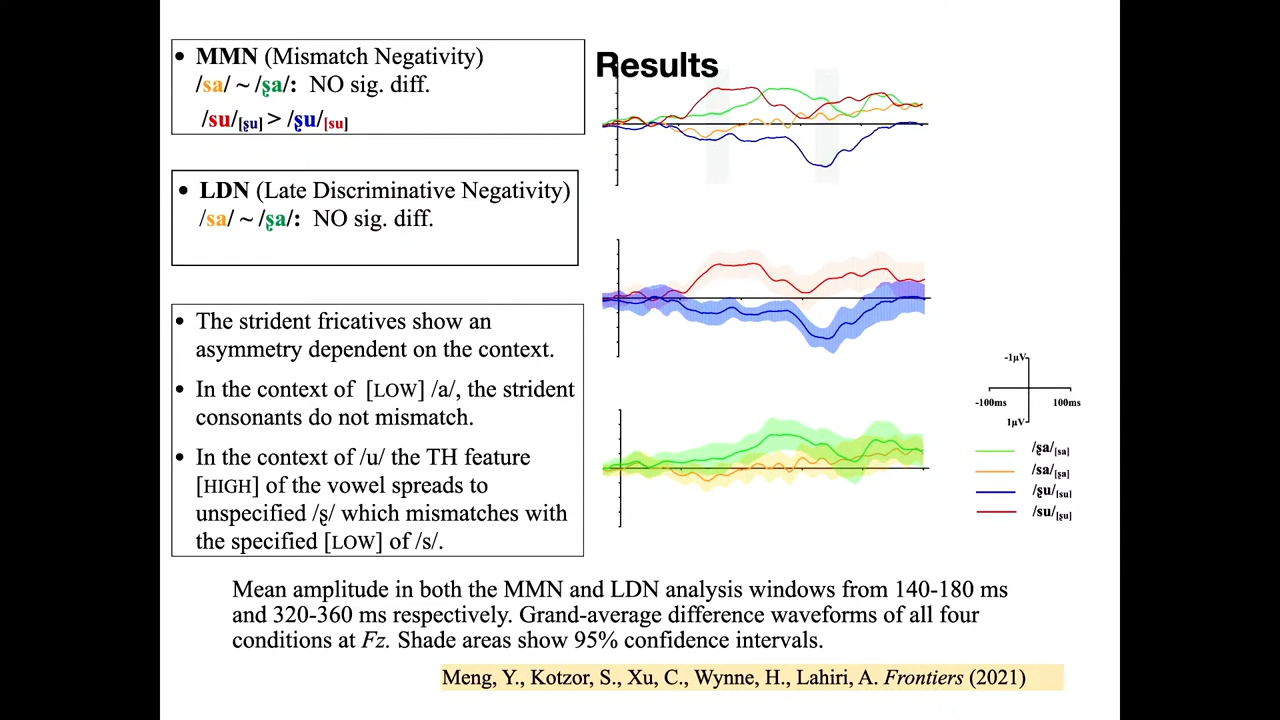 Results
• MMN (Mismatch Negativity)
/sa/ ~ /ʂa/: NO sig. diff.
/su/[ʂu] > /ʂu/[su]
• LDN (Late Discriminative Negativity)
/sa/ ~ /ʂa/: NO sig. diff.
• The strident fricatives show an
asymmetry dependent on the context.
• In the context of [LOW] /a/, the strident
consonants do not mismatch.
• In the context of /u/ the TH feature
[HIGH] of the vowel spreads to
unspecified /ʂ/ which mismatches with
the specified [LOW] of /s/.
-1μV
-100ms 100ms
1μV
/ʂa/[sa]
/sa/[ʂa]
/ʂu/[su]
/su/[ʂu]
Mean amplitude in both the MMN and LDN analysis windows from 140-180 ms
and 320-360 ms respectively. Grand-average difference waveforms of all four
conditions at Fz. Shade areas show 95% confidence intervals.
Meng, Y., Kotzor, S., Xu, C., Wynne, H., Lahiri, A. Frontiers (2021)